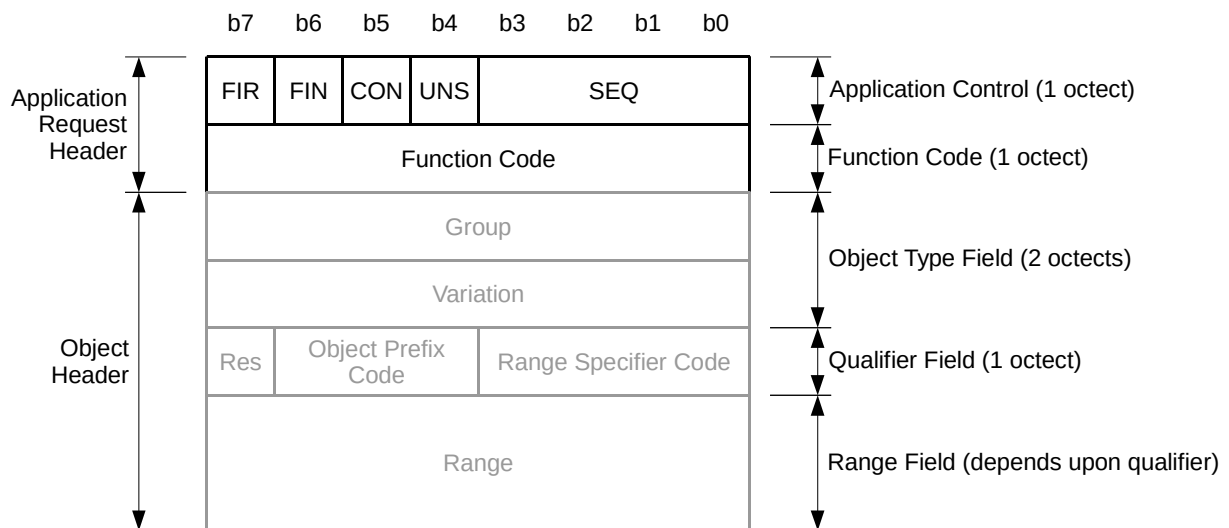 b7 b6 b5 b4 b3 b2 b1 b0
FIR FIN CON UNS SEQ
Application Control (1 octect)
Application
Request
Header
Function Code
Function Code (1 octect)
Group
Object Type Field (2 octects)
Variation
Object
Header
Res
Object Prefix
Code
Range Specifier Code
Qualifier Field (1 octect)
Range
Range Field (depends upon qualifier)